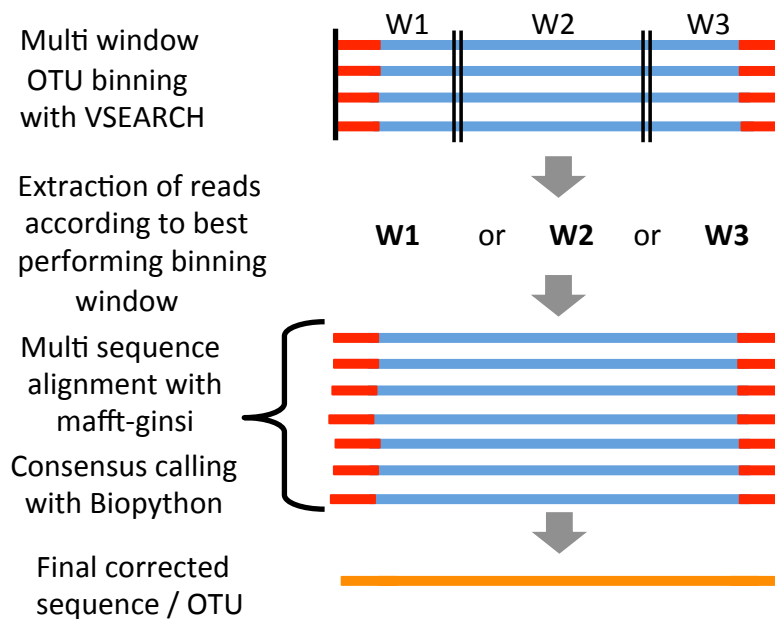 Multi window
OTU binning
with VSEARCH
W1 W2 W3
Extraction of reads
according to best
performing binning
window
W1 or W2 or W3
Multi sequence
alignment with
mafft-ginsi
Consensus calling
with Biopython
Final corrected
sequence / OTU